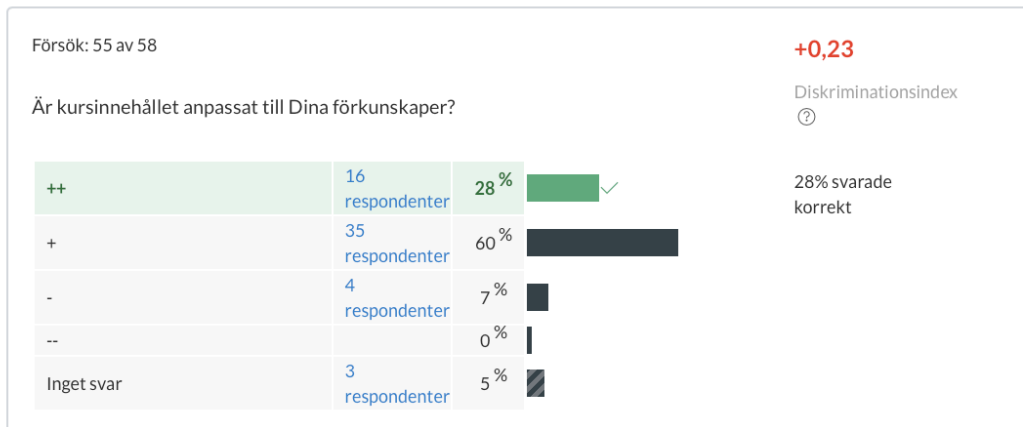 Försök: 55 av 58
+0,23
Diskriminationsindex
?
Är kursinnehållet anpassat till Dina förkunskaper?
++
16 respondenter
28 %
28% svarade korrekt
+
35 respondenter
60 %
-
4 respondenter
7 %
--
0 %
Inget svar
3 respondenter
5 %